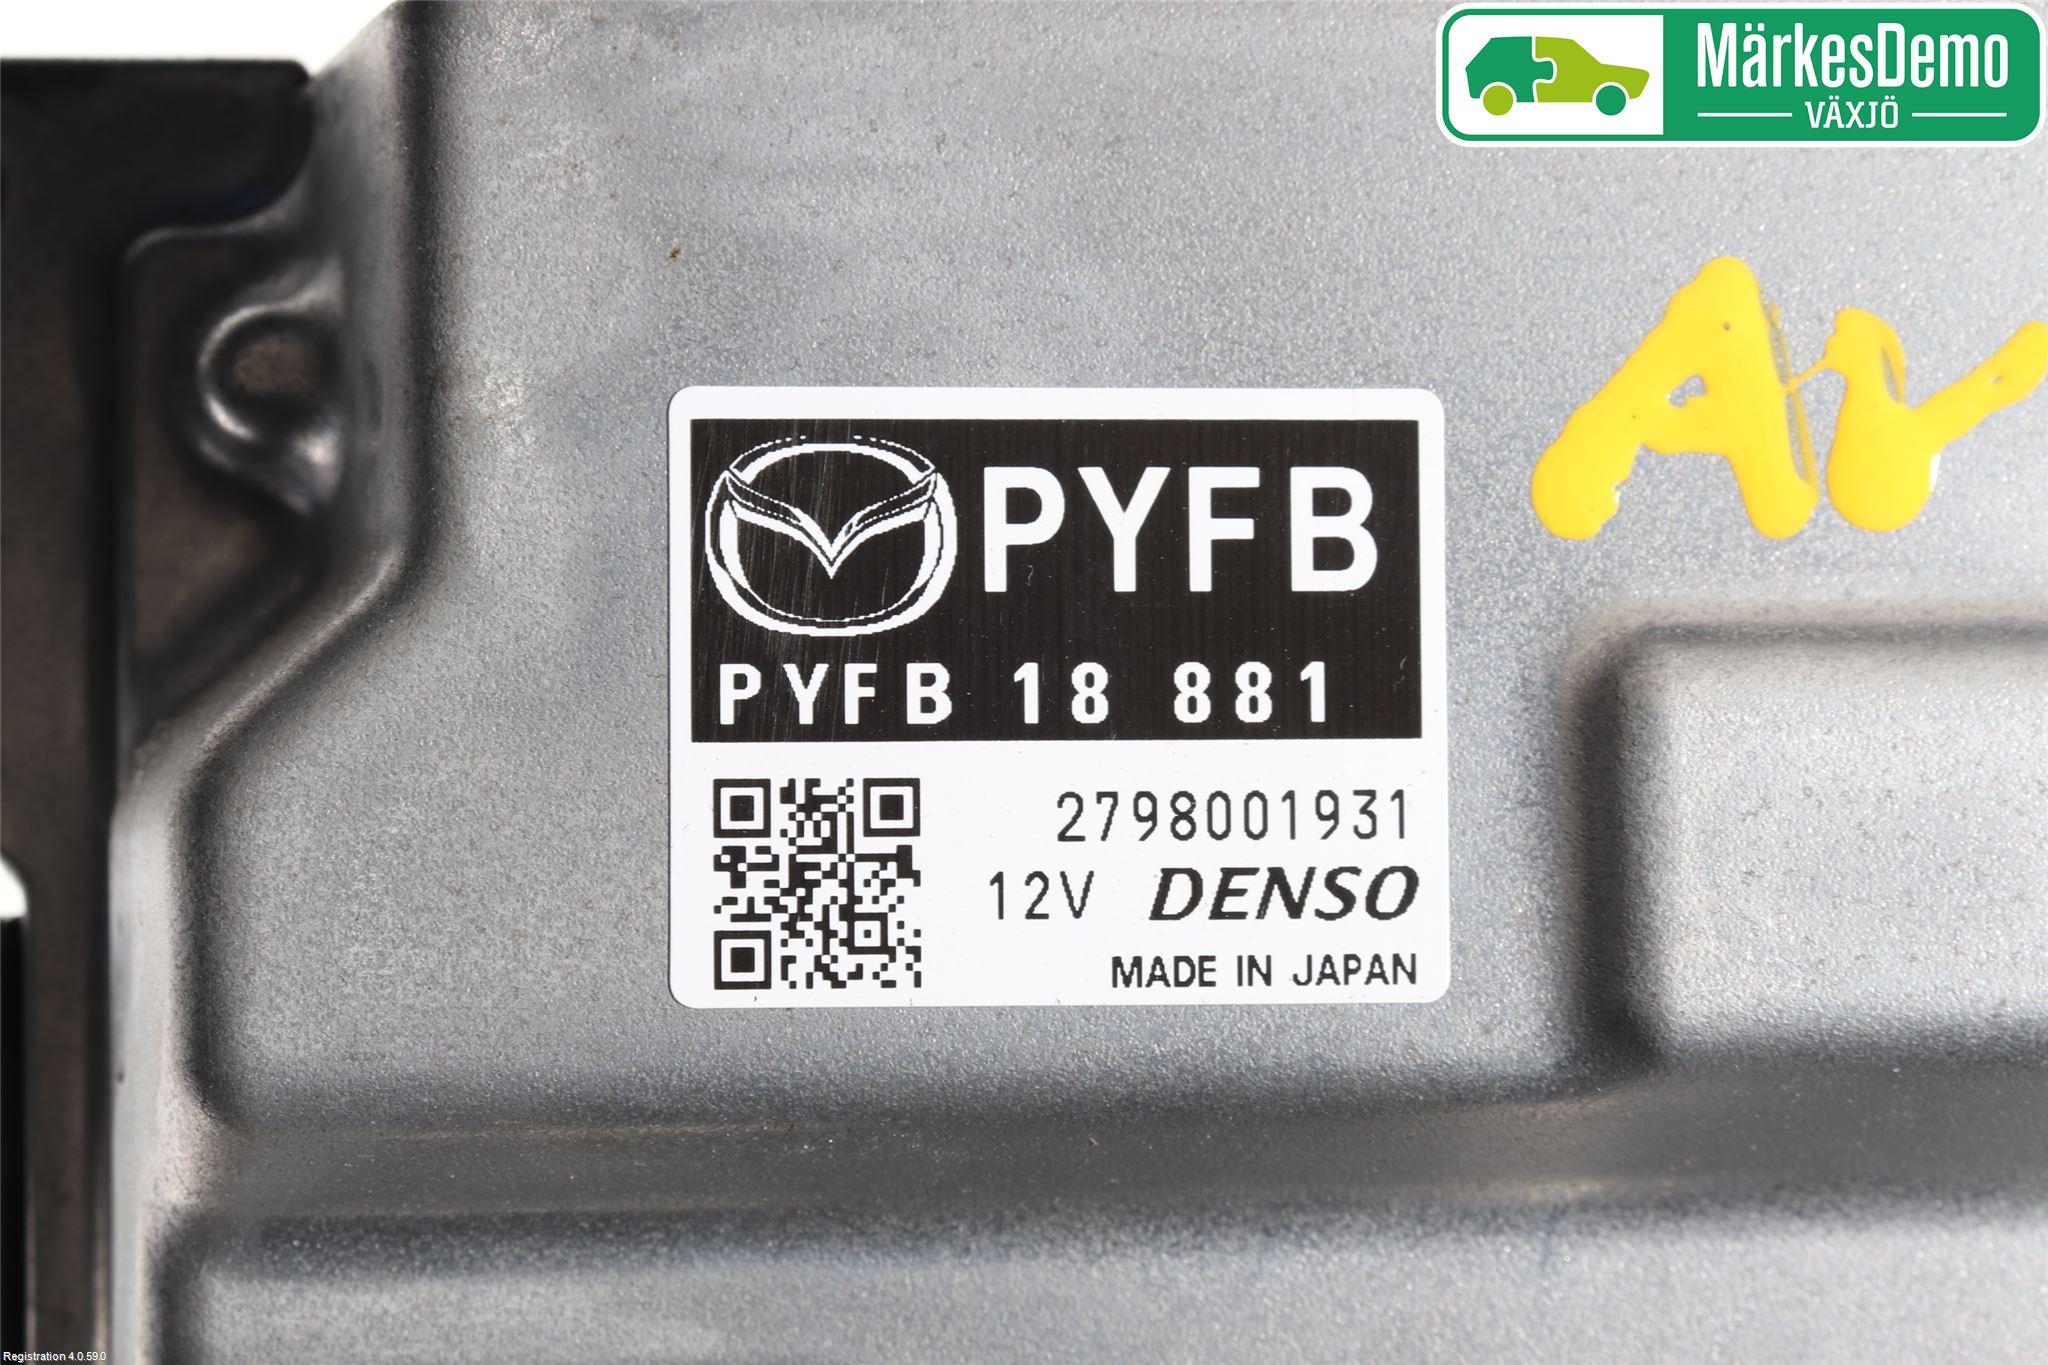 MärkesDemo
VÄXJÖ
PYFB
PYFB 18 881
2798001931
12V DENSO
MADE IN JAPAN
Registration 4.0.59.0